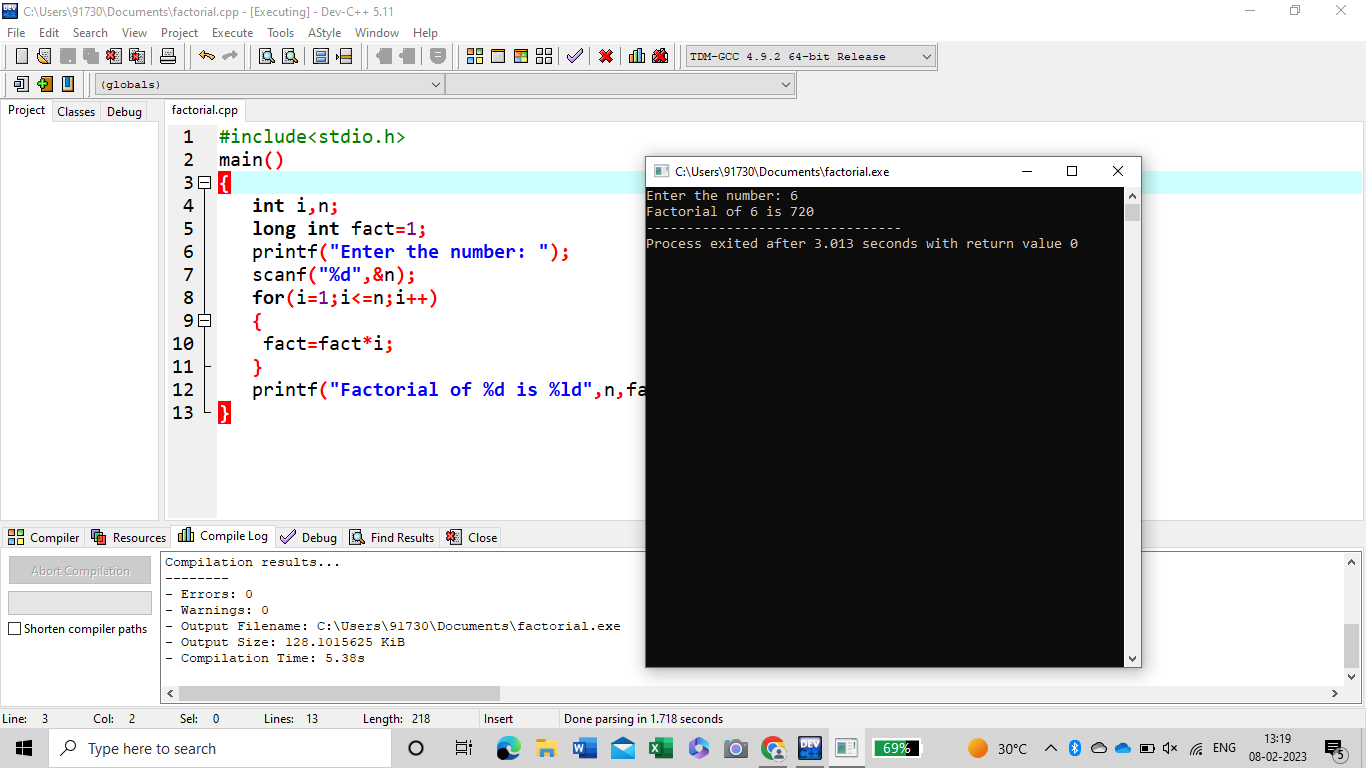 C:\Users\91730\Documents\factorial.cpp - [Executing] - Dev-C++ 5.11
File Edit Search View Project Execute Tools AStyle Window Help
TDM-GCC 4.9.2 64-bit Release
(globals)
Project Classes Debug
factorial.cpp
1 #include<stdio.h>
2 main()
3 {
4 int i,n;
5 long int fact=1;
6 printf("Enter the number: ");
7 scanf("%d",&n);
8 for(i=1;i<=n;i++)
9 {
10 fact=fact*i;
11 }
12 printf("Factorial of %d is %ld",n,fa
13 }
C:\Users\91730\Documents\factorial.exe
Enter the number: 6
Factorial of 6 is 720
--------------------------------
Process exited after 3.013 seconds with return value 0
Compiler Resources Compile Log Debug Find Results Close
Abort Compilation
Shorten compiler paths
Compilation results...
--------
- Errors: 0
- Warnings: 0
- Output Filename: C:\Users\91730\Documents\factorial.exe
- Output Size: 128.1015625 KiB
- Compilation Time: 5.38s
Line: 3 Col: 2 Sel: 0 Lines: 13 Length: 218 Insert Done parsing in 1.718 seconds
Type here to search
DEV
69%
30°C
ENG
13:19
08-02-2023
5